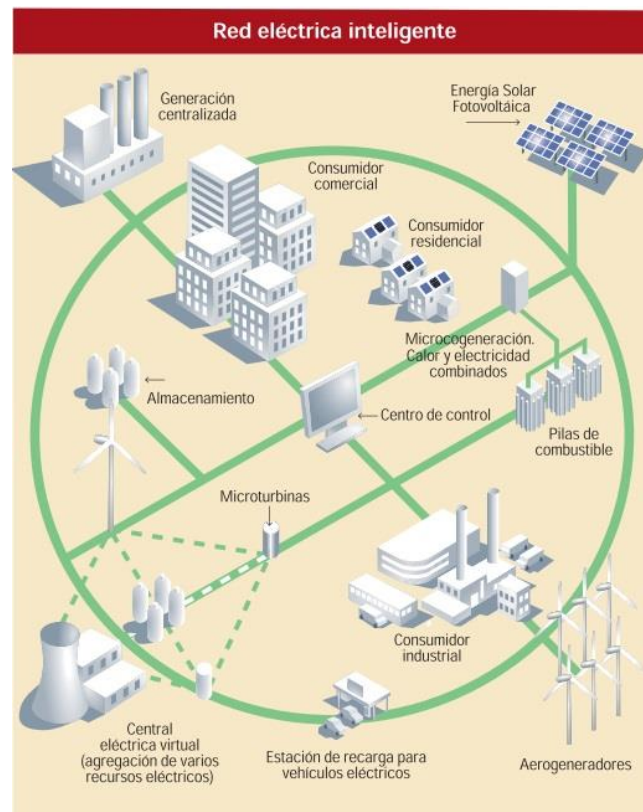 Red eléctrica inteligente
Generación
centralizada
Energía Solar
Fotovoltáica
Consumidor
comercial
Consumidor
residencial
Microcogeneración.
Calor y electricidad
combinados
Almacenamiento
Centro de control
Pilas de
combustible
Microturbinas
Consumidor
industrial
Central
eléctrica virtual
(agregación de varios
recursos eléctricos)
Estación de recarga para
vehículos eléctricos
Aerogeneradores